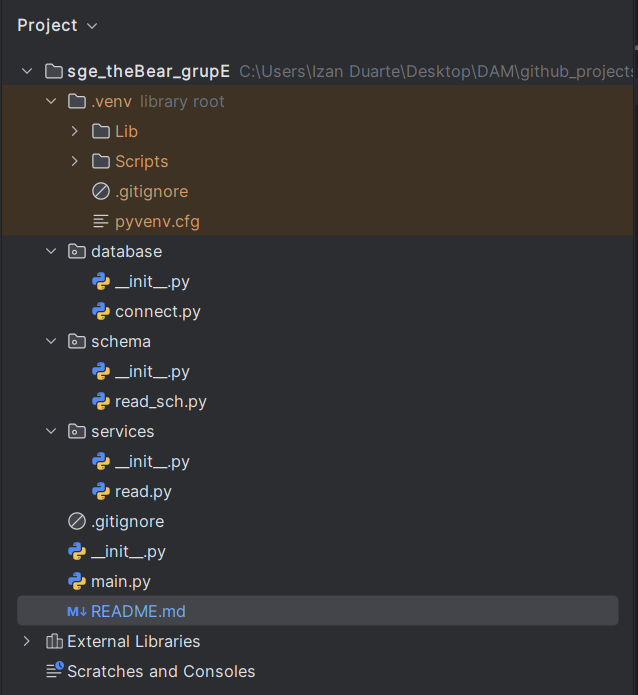 Project
sge_theBear_grupE C:\Users\Izan Duarte\Desktop\DAM\github_projects
.venv library root
Lib
Scripts
.gitignore
pyvenv.cfg
database
__init__.py
connect.py
schema
__init__.py
read_sch.py
services
__init__.py
read.py
.gitignore
__init__.py
main.py
M↓ README.md
External Libraries
Scratches and Consoles